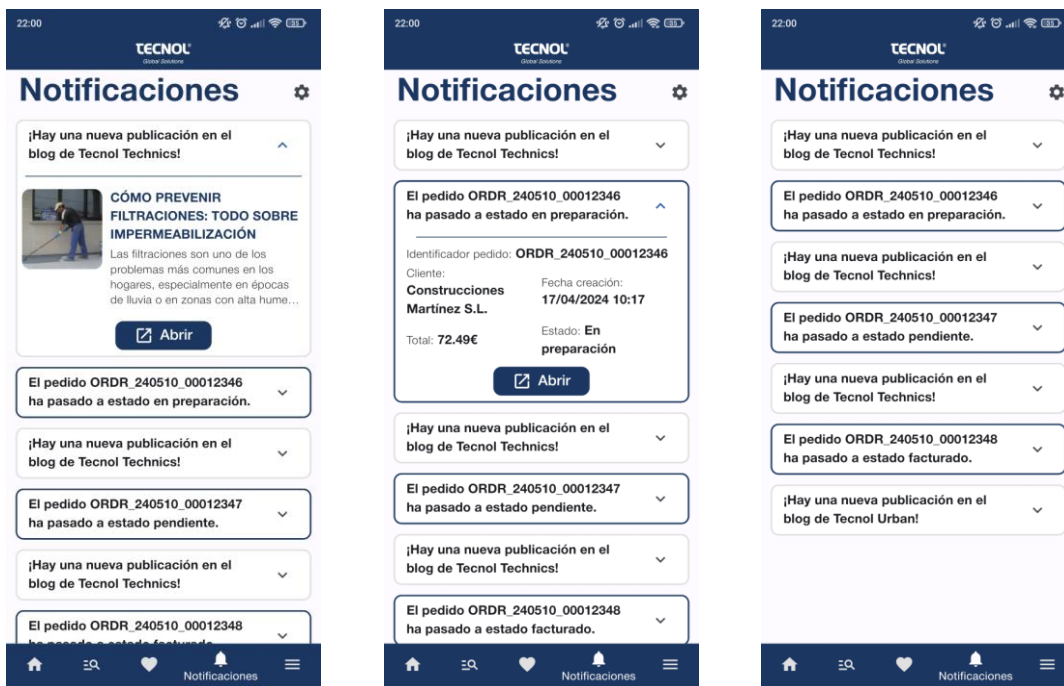 22:00
TECNOL
Global Solutions
Notificaciones
¡Hay una nueva publicación en el
blog de Tecnol Technics!
CÓMO PREVENIR
FILTRACIONES: TODO SOBRE
IMPERMEABILIZACIÓN
Las filtraciones son uno de los
problemas más comunes en los
hogares, especialmente en épocas
de lluvia o en zonas con alta hume...
Abrir
El pedido ORDR_240510_00012346
ha pasado a estado en preparación.
¡Hay una nueva publicación en el
blog de Tecnol Technics!
El pedido ORDR_240510_00012347
ha pasado a estado pendiente.
¡Hay una nueva publicación en el
blog de Tecnol Technics!
El pedido ORDR_240510_00012348
ha pasado a estado facturado.
Notificaciones
22:00
TECNOL
Global Solutions
Notificaciones
¡Hay una nueva publicación en el
blog de Tecnol Technics!
El pedido ORDR_240510_00012346
ha pasado a estado en preparación.
Identificador pedido: ORDR_240510_00012346
Cliente:
Construcciones
Martínez S.L.
Fecha creación:
17/04/2024 10:17
Total: 72.49€
Estado: En
preparación
Abrir
¡Hay una nueva publicación en el
blog de Tecnol Technics!
El pedido ORDR_240510_00012347
ha pasado a estado pendiente.
¡Hay una nueva publicación en el
blog de Tecnol Technics!
El pedido ORDR_240510_00012348
ha pasado a estado facturado.
Notificaciones
22:00
TECNOL
Global Solutions
Notificaciones
¡Hay una nueva publicación en el
blog de Tecnol Technics!
El pedido ORDR_240510_00012346
ha pasado a estado en preparación.
¡Hay una nueva publicación en el
blog de Tecnol Technics!
El pedido ORDR_240510_00012347
ha pasado a estado pendiente.
¡Hay una nueva publicación en el
blog de Tecnol Technics!
El pedido ORDR_240510_00012348
ha pasado a estado facturado.
¡Hay una nueva publicación en el
blog de Tecnol Urban!
Notificaciones